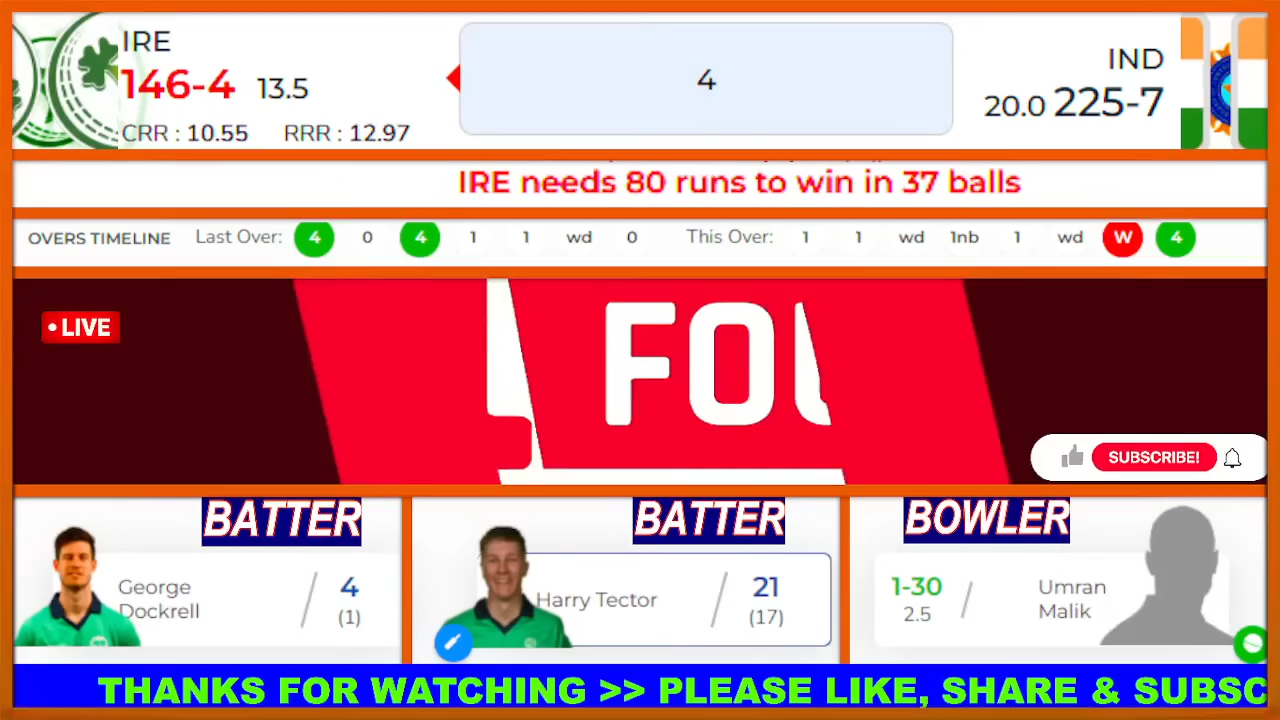 IRE
146-4 13.5
CRR : 10.55 RRR : 12.97
4
IND
20.0 225-7
IRE needs 80 runs to win in 37 balls
OVERS TIMELINE Last Over: 4 0 4 1 1 wd 0 This Over: 1 1 wd 1nb 1 wd W 4
• LIVE
FOU
SUBSCRIBE!
BATTER
George
Dockrell
4
(1)
BATTER
Harry Tector
21
(17)
BOWLER
1-30
2.5
Umran
Malik
THANKS FOR WATCHING >> PLEASE LIKE, SHARE & SUBSC